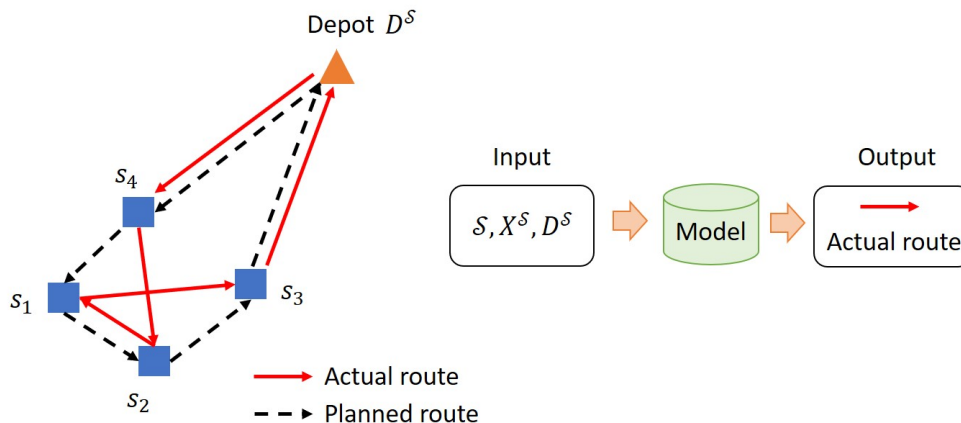 Depot D^𝒮
s₄
s₁
s₃
s₂
Actual route
Planned route
Input
𝒮, X^𝒮, D^𝒮
Model
Output
Actual route